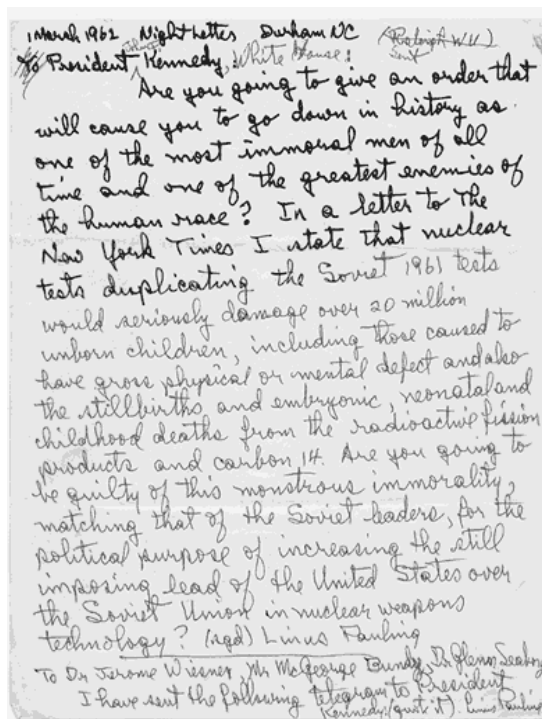 1 March 1962 Night Letter Durham NC (Raleigh W U)
To President John F Kennedy, White House: sent
Are you going to give an order that
will cause you to go down in history as
one of the most immoral men of all
time and one of the greatest enemies of
the human race? In a letter to The
New York Times I state that nuclear
tests duplicating the Soviet 1961 tests
would seriously damage over 20 million
unborn children, including those caused to
have gross physical or mental defect and also
the stillbirths and embryonic, neonatal and
childhood deaths from the radioactive fission
products and carbon 14. Are you going to
be guilty of this monstrous immorality,
matching that of the Soviet leaders, for the
political purpose of increasing the still
imposing lead of the United States over
the Soviet Union in nuclear weapons
technology? (sgd) Linus Pauling
To Dr Jerome Wiesner, Mr McGeorge Bundy, Dr Glenn Seaborg
I have sent the following telegram to President
Kennedy: (quote it). Linus Pauling